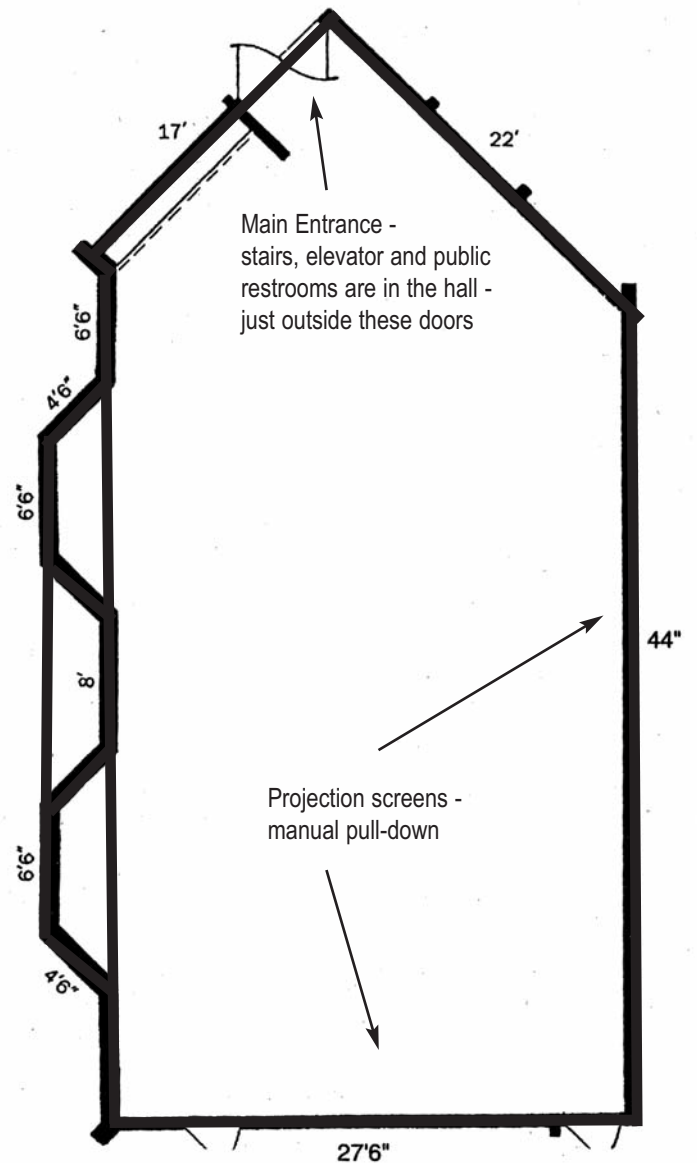 17'
22'
Main Entrance -
stairs, elevator and public
restrooms are in the hall -
just outside these doors
6'6"
4'6"
6'6"
8'
44"
Projection screens -
manual pull-down
6'6"
4'6"
27'6"